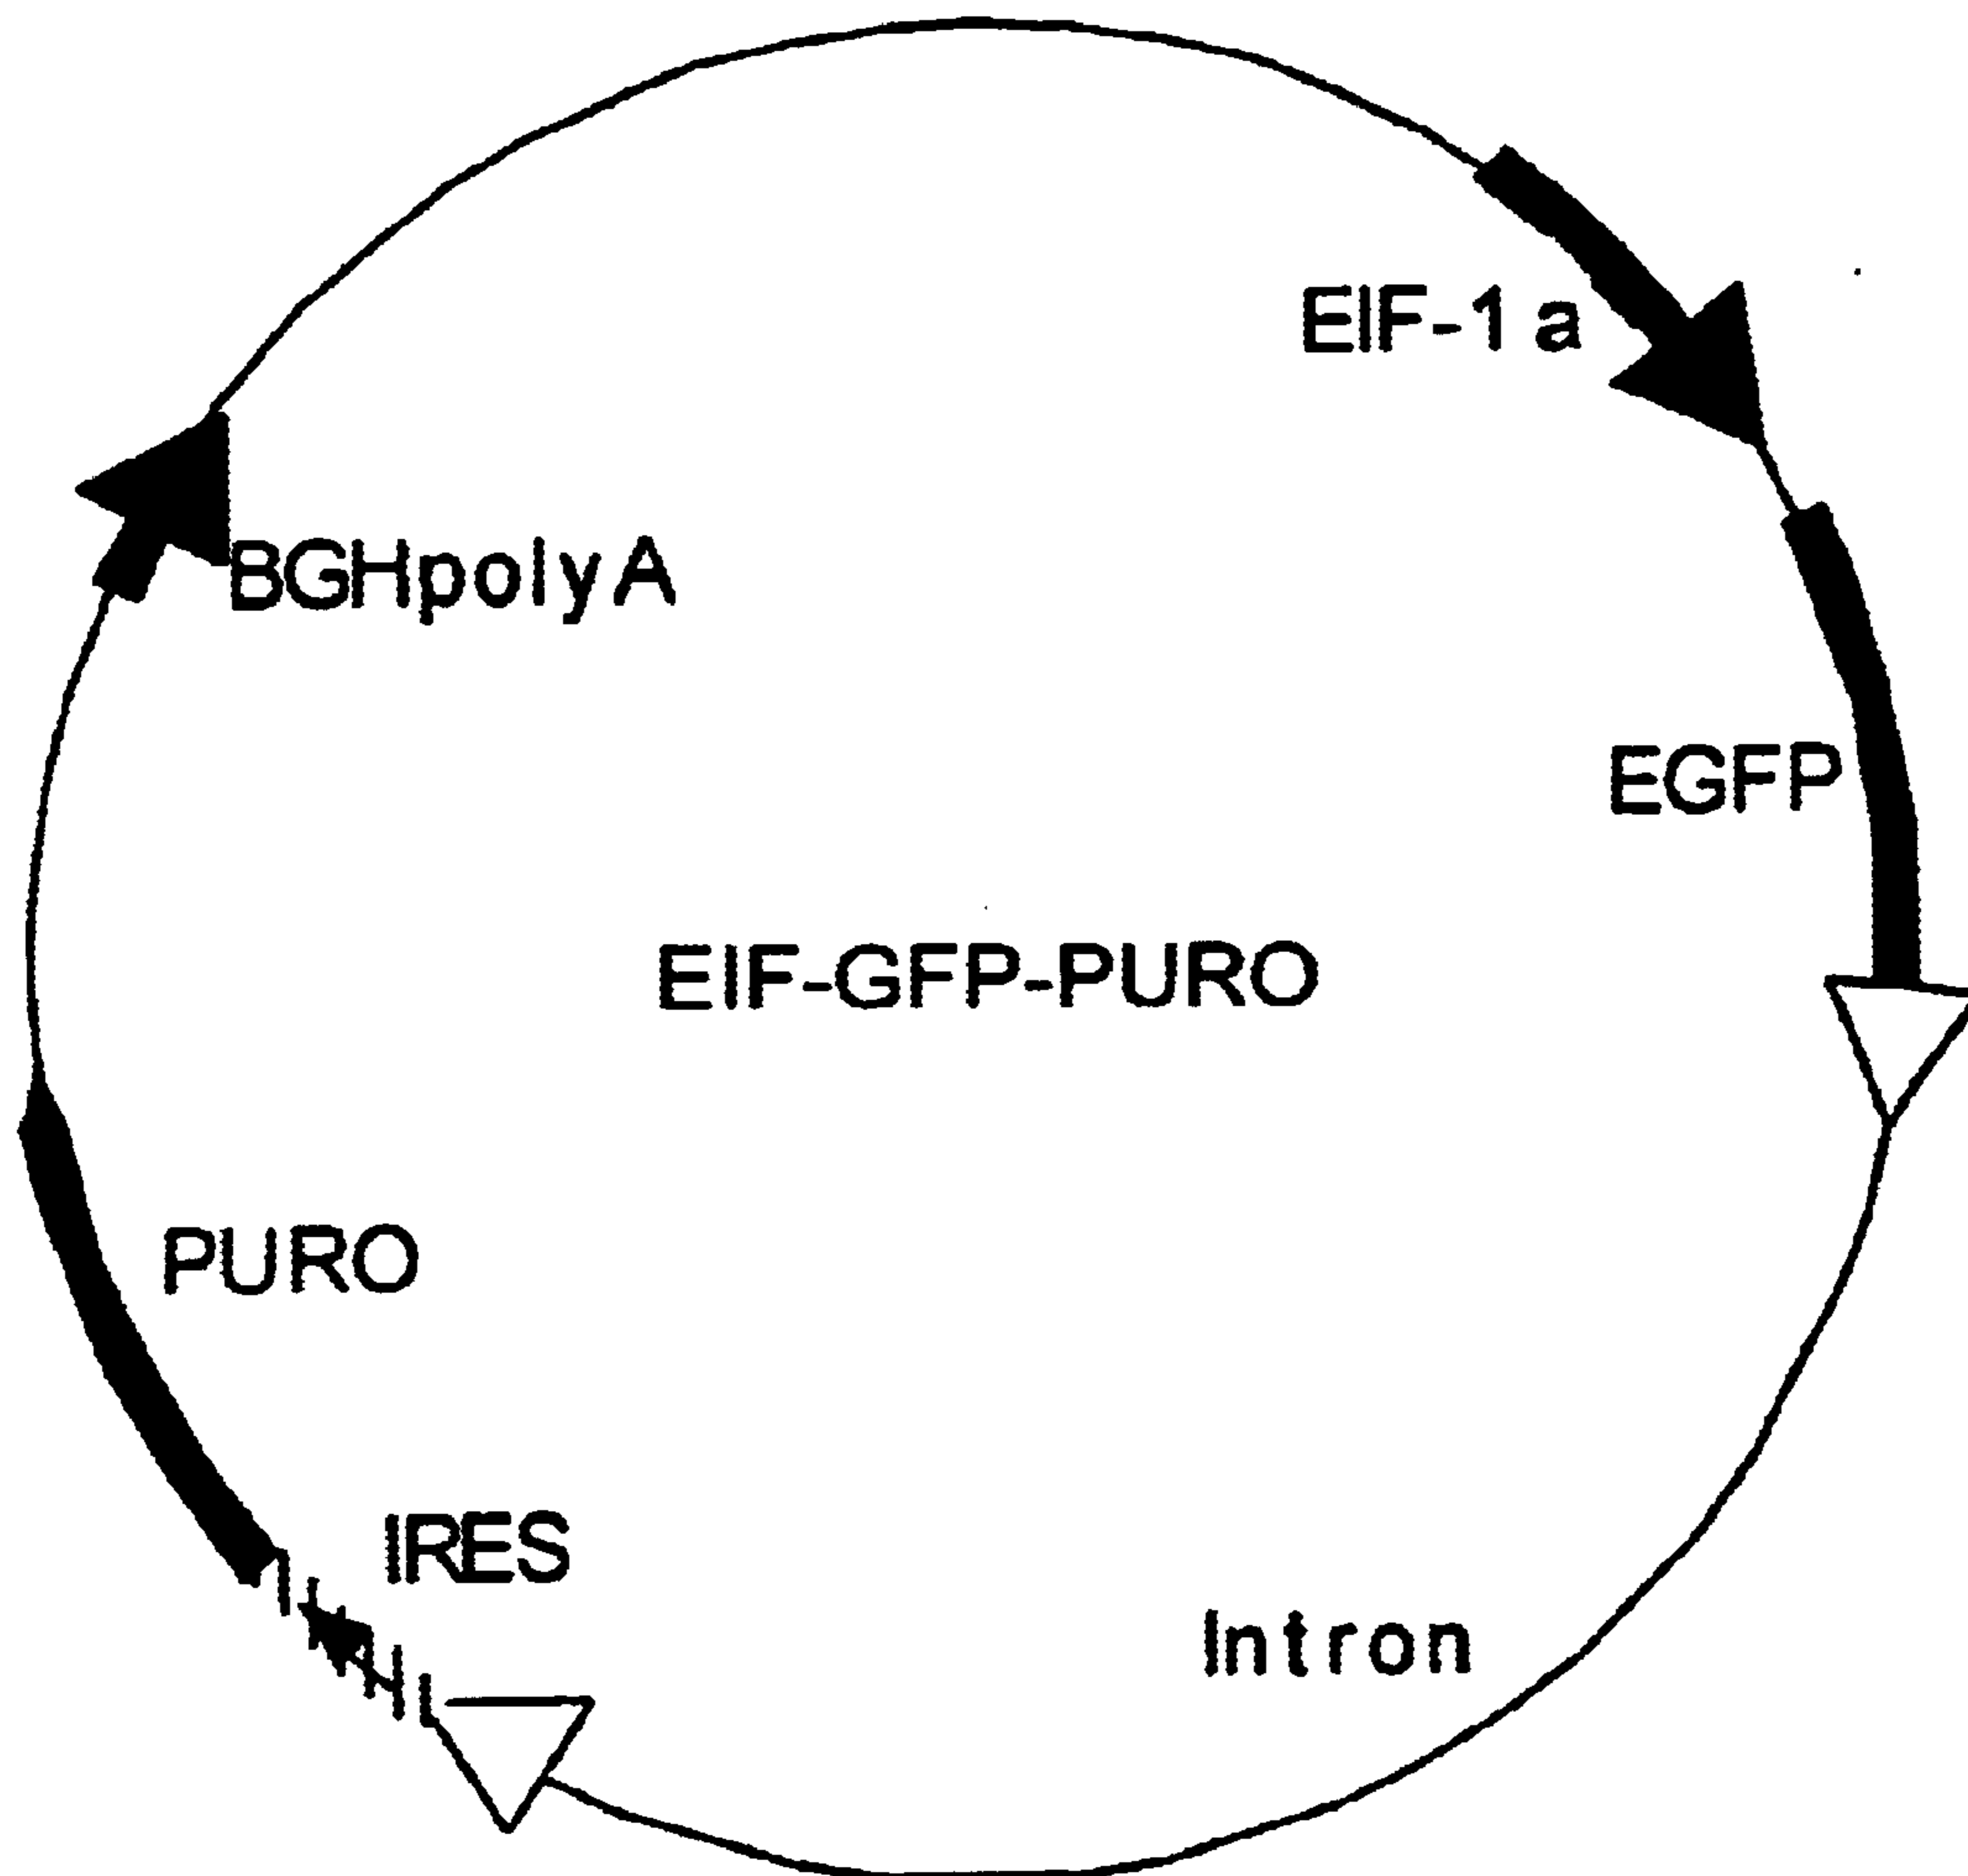 EIF-1a
BGHpolyA
EGFP
EIF-GFP-PURO
PURO
IRES
Intron